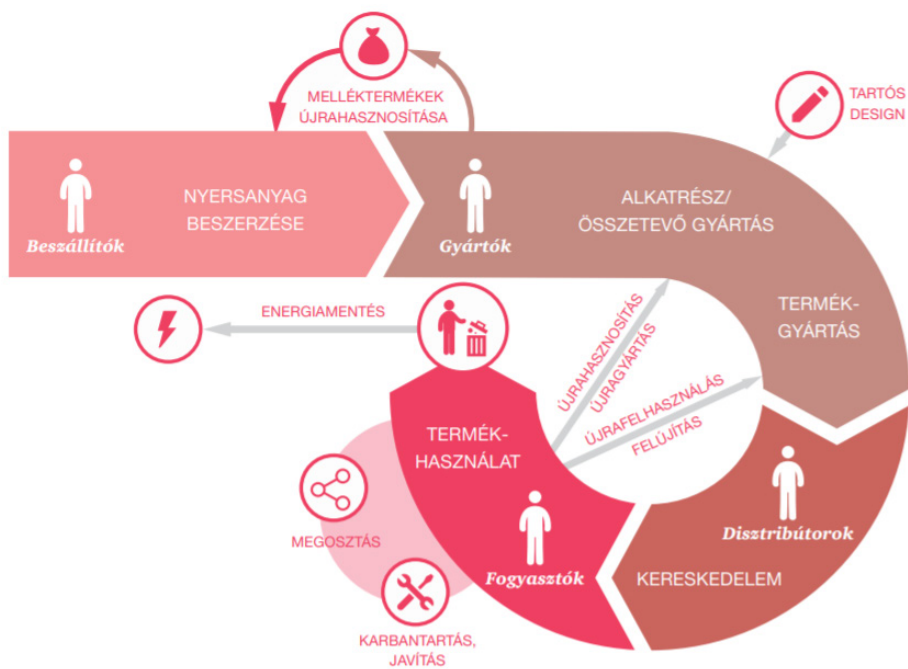 MELLÉKTERMÉKEK
ÚJRAHASZNOSÍTÁSA
TARTÓS
DESIGN
NYERSANYAG
BESZERZÉSE
Beszállítók
Gyártók
ALKATRÉSZ/
ÖSSZETEVŐ GYÁRTÁS
TERMÉK-
GYÁRTÁS
ENERGIAMENTÉS
ÚJRAHASZNOSÍTÁS
ÚJRAGYÁRTÁS
ÚJRAFELHASZNÁLÁS
FELÚJÍTÁS
TERMÉK-
HASZNÁLAT
Disztribútorok
KERESKEDELEM
Fogyasztók
MEGOSZTÁS
KARBANTARTÁS,
JAVÍTÁS